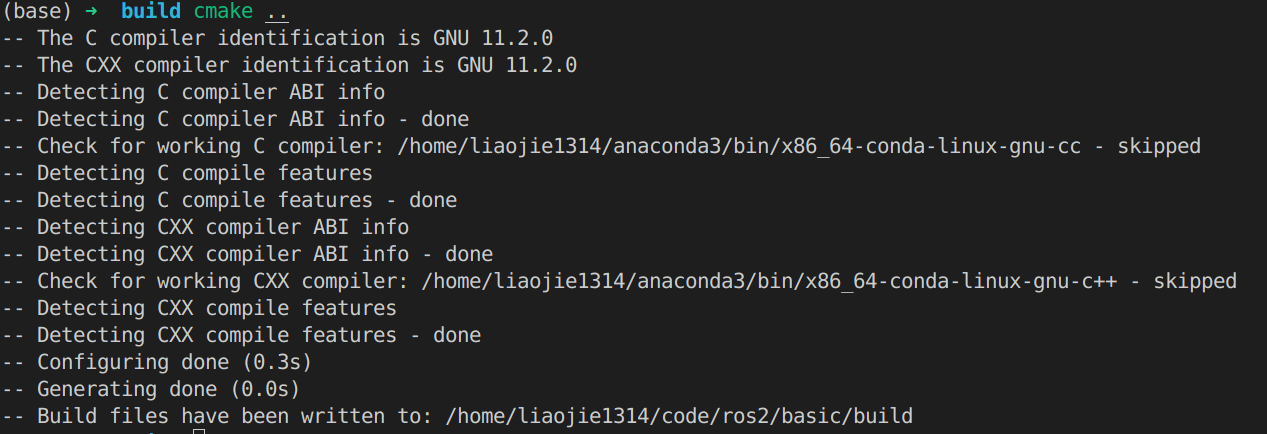 (base) ➜  build cmake ..
-- The C compiler identification is GNU 11.2.0
-- The CXX compiler identification is GNU 11.2.0
-- Detecting C compiler ABI info
-- Detecting C compiler ABI info - done
-- Check for working C compiler: /home/liaojie1314/anaconda3/bin/x86_64-conda-linux-gnu-cc - skipped
-- Detecting C compile features
-- Detecting C compile features - done
-- Detecting CXX compiler ABI info
-- Detecting CXX compiler ABI info - done
-- Check for working CXX compiler: /home/liaojie1314/anaconda3/bin/x86_64-conda-linux-gnu-c++ - skipped
-- Detecting CXX compile features
-- Detecting CXX compile features - done
-- Configuring done (0.3s)
-- Generating done (0.0s)
-- Build files have been written to: /home/liaojie1314/code/ros2/basic/build